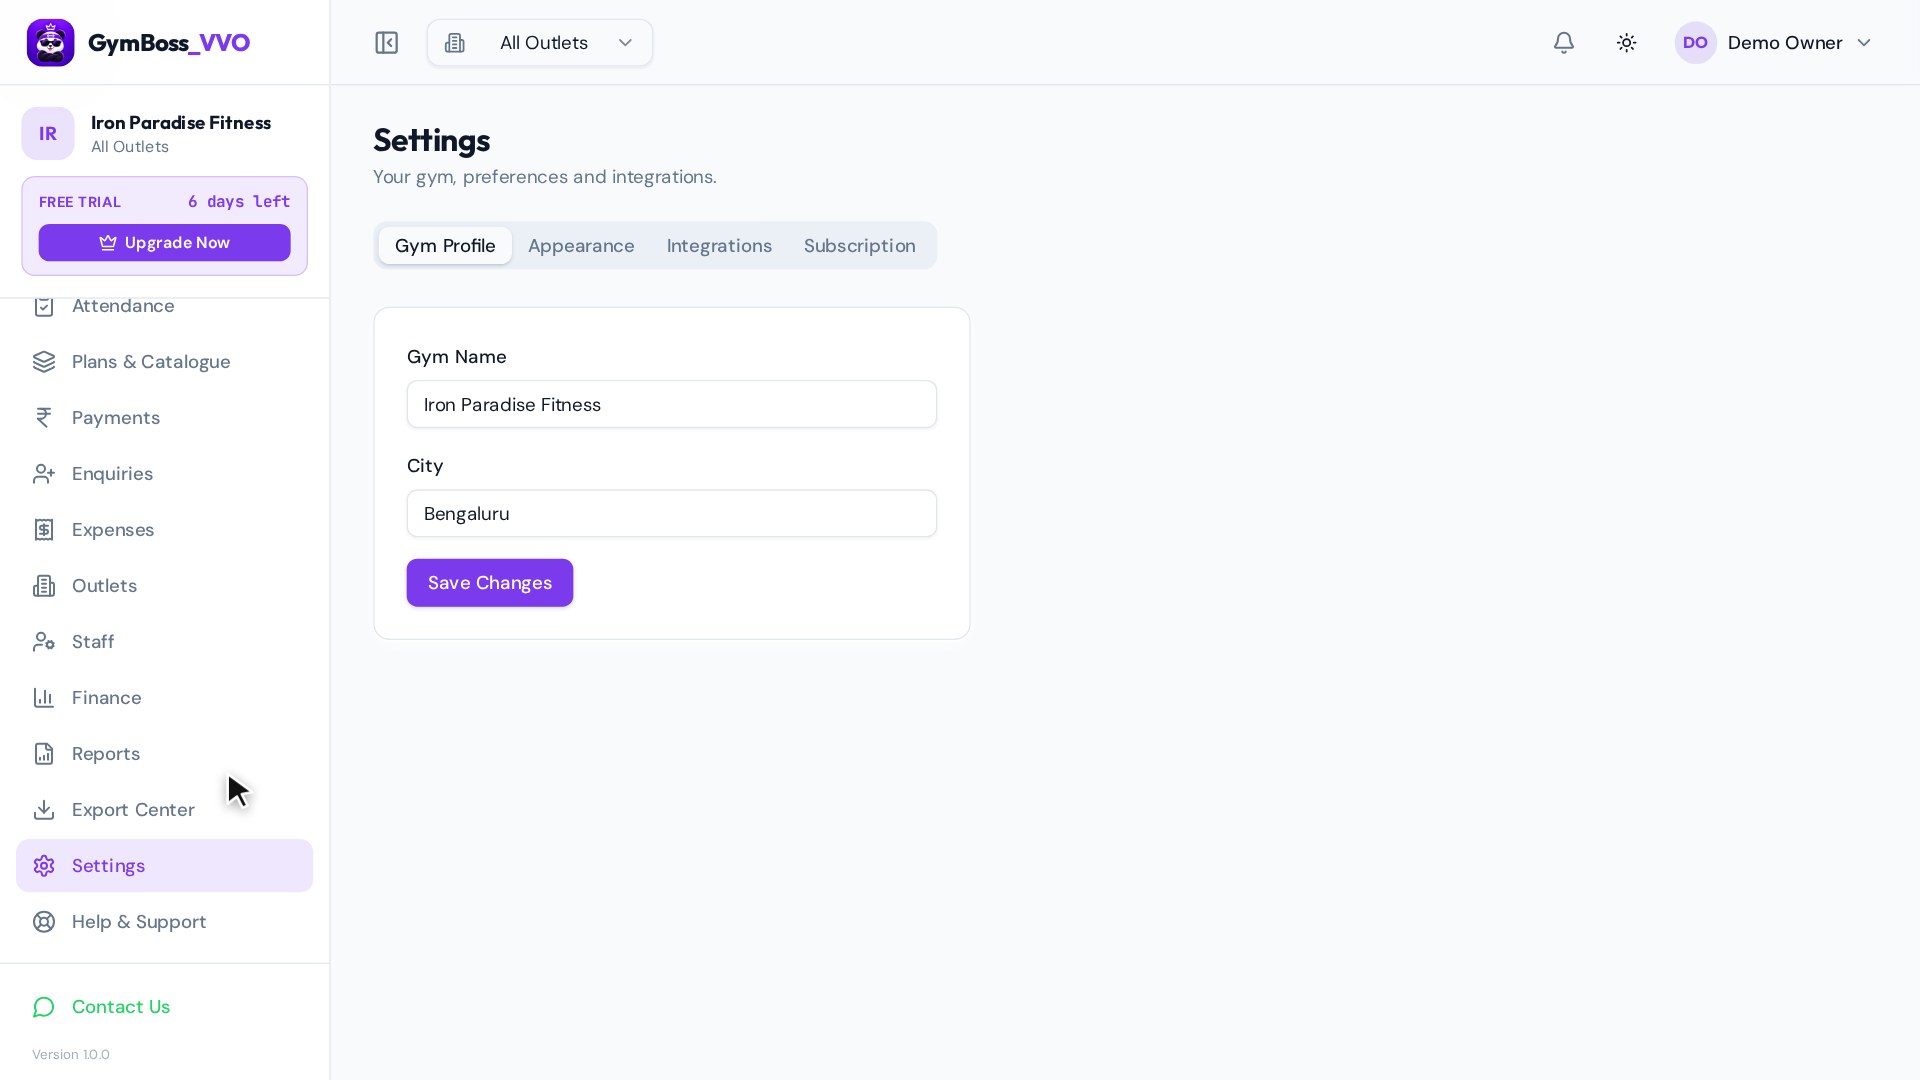 GymBoss_VVO
All Outlets
DO
Demo Owner
IR
Iron Paradise Fitness
All Outlets
FREE TRIAL
6 days left
Upgrade Now
Attendance
Plans & Catalogue
Payments
Enquiries
Expenses
Outlets
Staff
Finance
Reports
Export Center
Settings
Help & Support
Contact Us
Version 1.0.0
Settings
Your gym, preferences and integrations.
Gym Profile
Appearance
Integrations
Subscription
Gym Name
Iron Paradise Fitness
City
Bengaluru
Save Changes